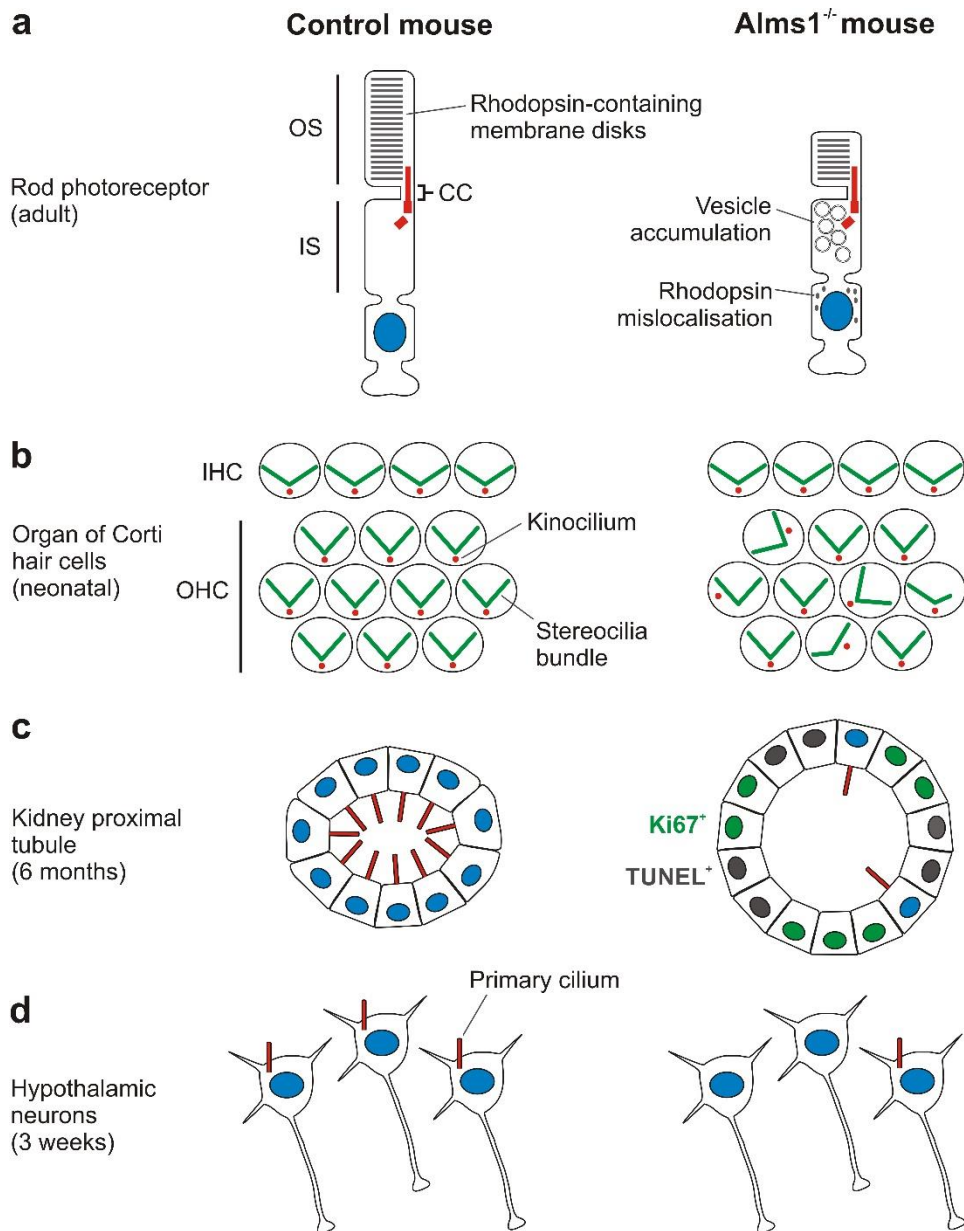 a
Control mouse
Alms1-/- mouse
Rod photoreceptor
(adult)
OS
IS
Rhodopsin-containing
membrane disks
CC
Vesicle
accumulation
Rhodopsin
mislocalisation
b
Organ of Corti
hair cells
(neonatal)
IHC
OHC
Kinocilium
Stereocilia
bundle
c
Kidney proximal
tubule
(6 months)
Ki67+
TUNEL+
d
Hypothalamic
neurons
(3 weeks)
Primary cilium